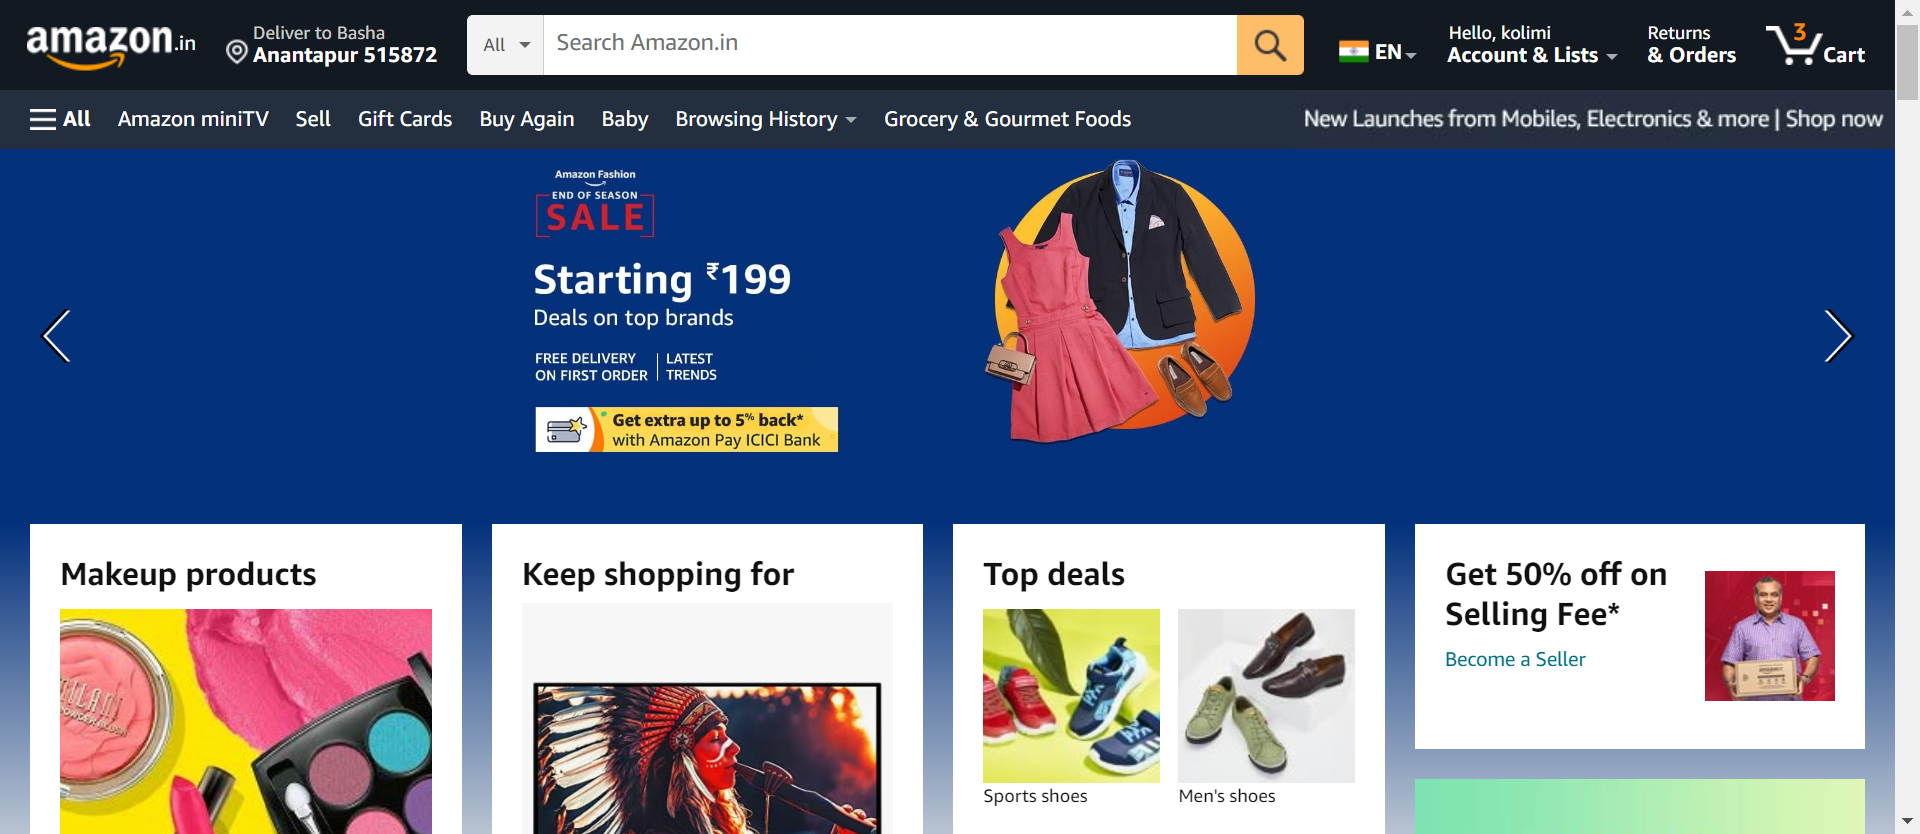 amazon.in
Deliver to Basha
Anantapur 515872
All
Search Amazon.in
EN
Hello, kolimi
Account & Lists
Returns
& Orders
3
Cart
All
Amazon miniTV
Sell
Gift Cards
Buy Again
Baby
Browsing History
Grocery & Gourmet Foods
New Launches from Mobiles, Electronics & more | Shop now
Amazon Fashion
END OF SEASON
SALE
Starting ₹199
Deals on top brands
FREE DELIVERY
ON FIRST ORDER
LATEST
TRENDS
Get extra up to 5% back*
with Amazon Pay ICICI Bank
Makeup products
Keep shopping for
Top deals
Sports shoes
Men's shoes
Get 50% off on
Selling Fee*
Become a Seller
MILANI
POWDER BLUSH